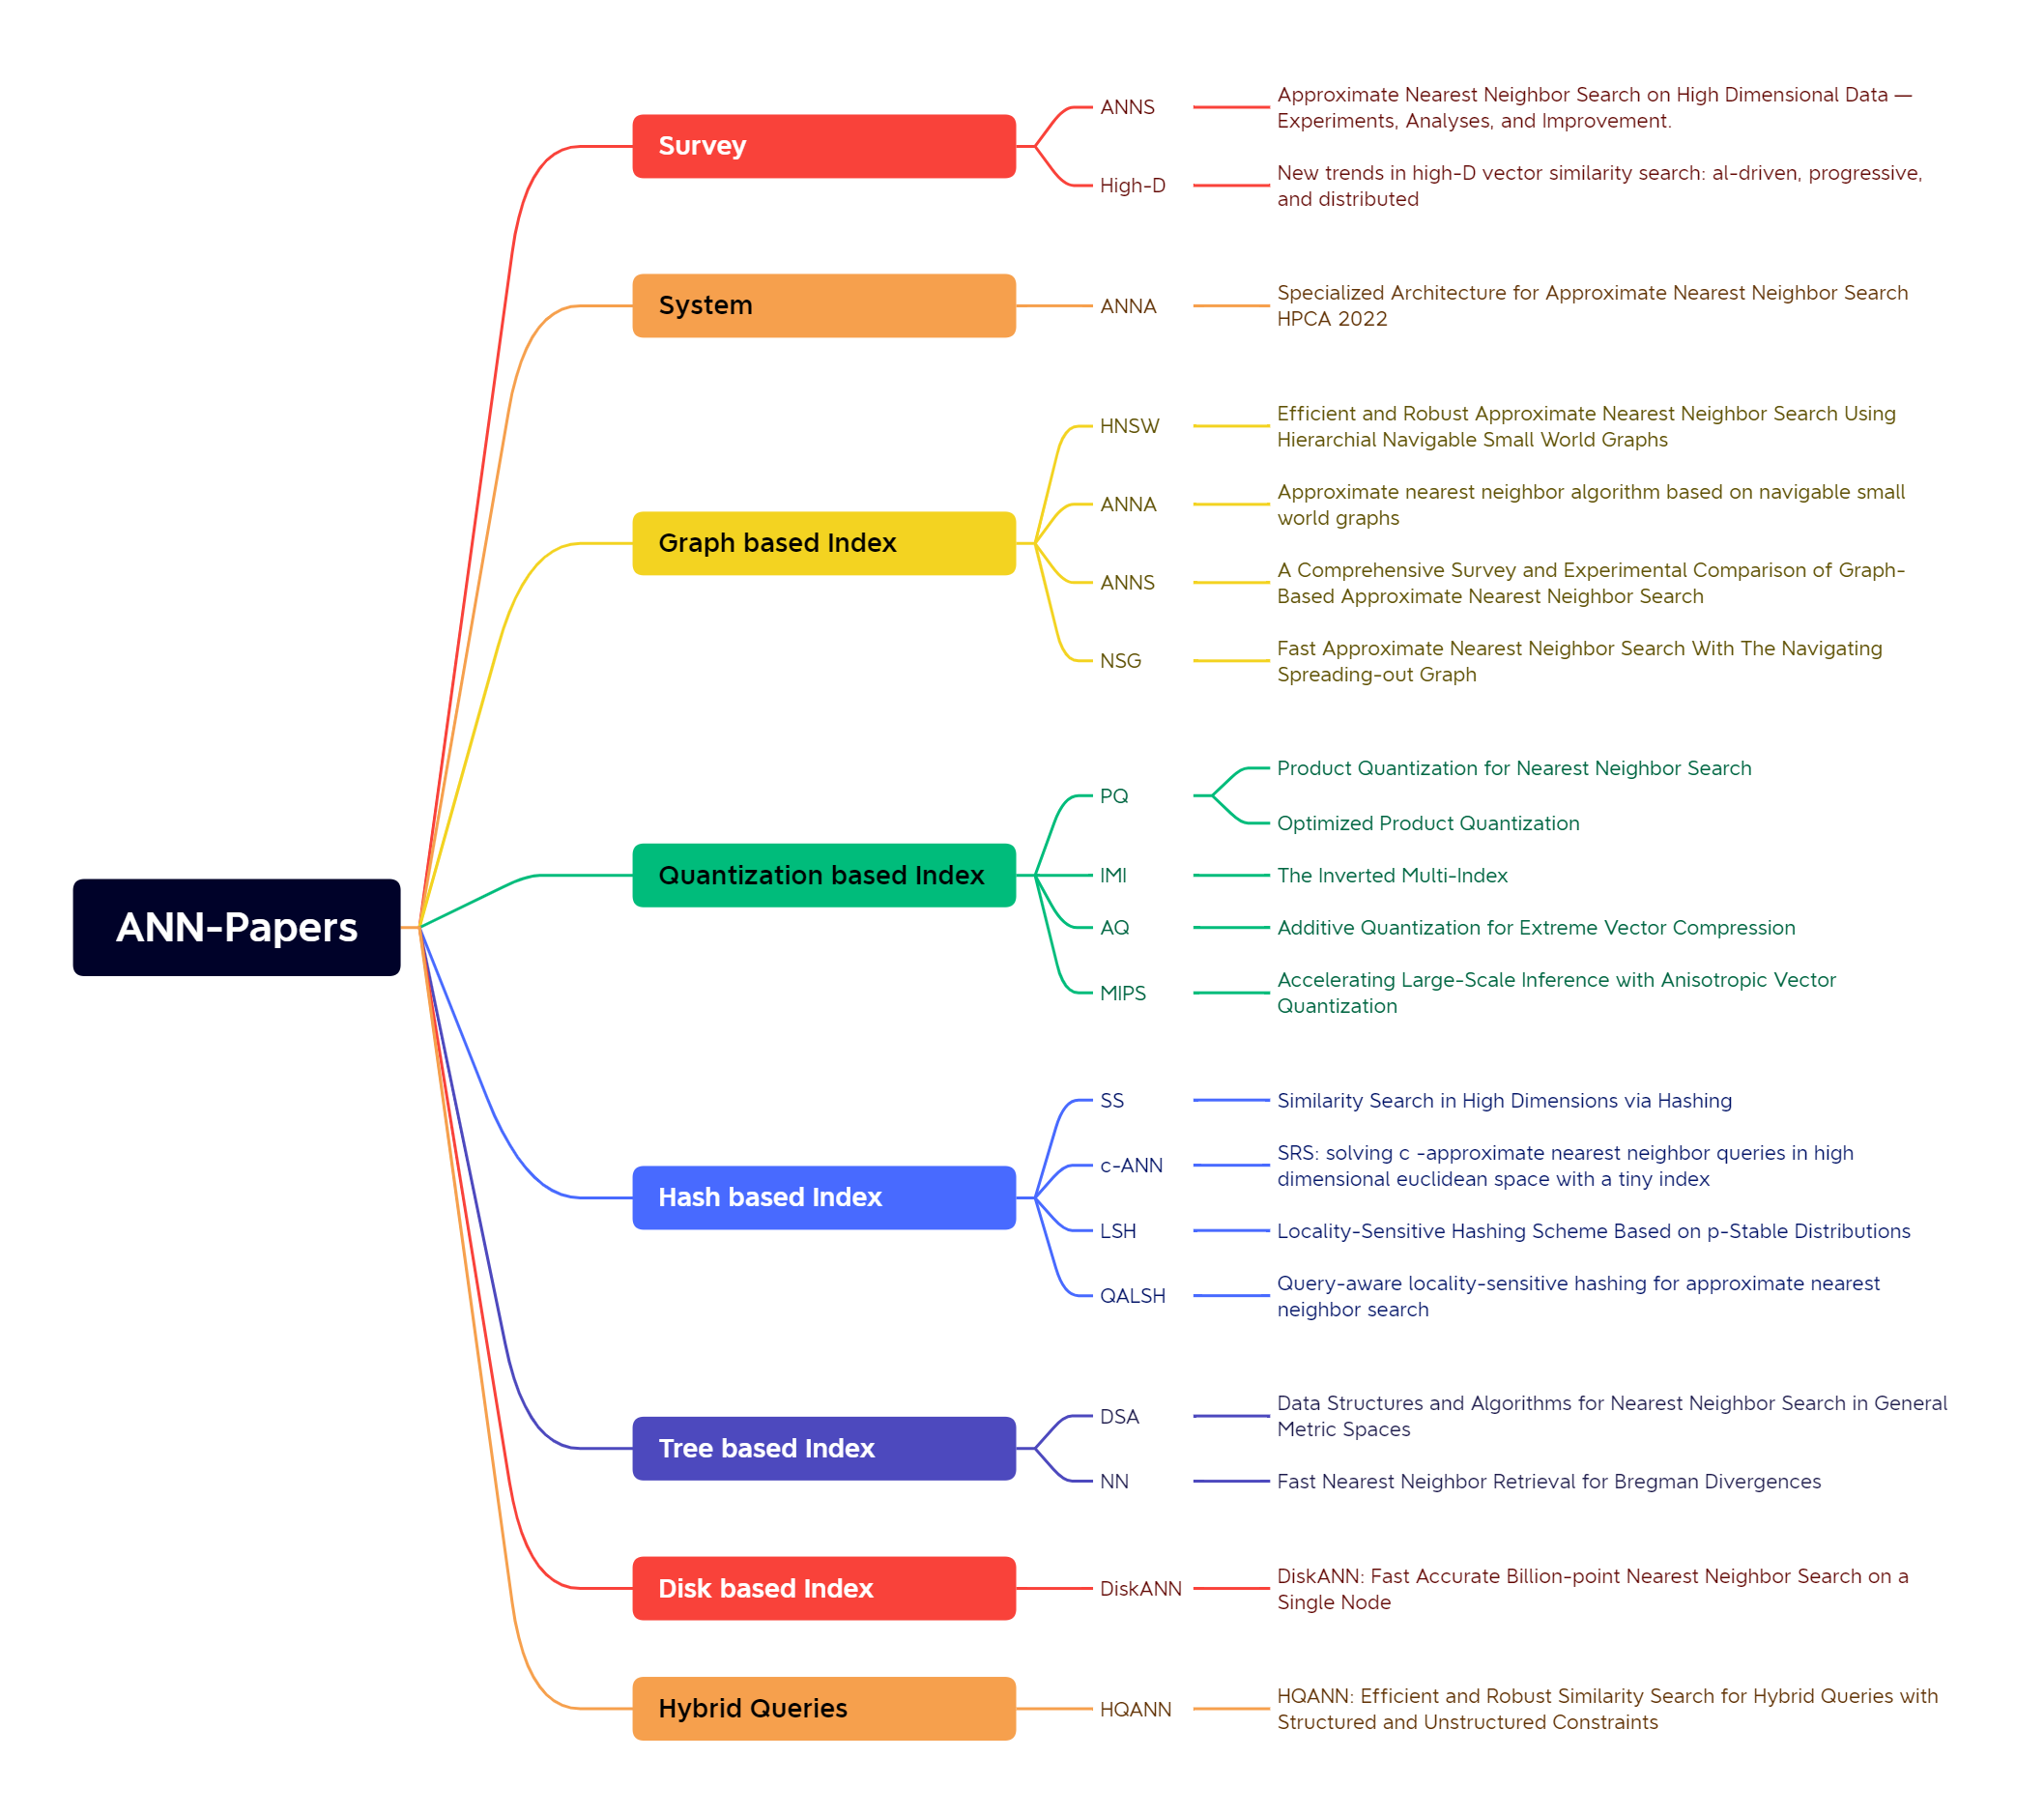 ANN-Papers
Survey
ANNS
Approximate Nearest Neighbor Search on High Dimensional Data —
Experiments, Analyses, and Improvement.
High-D
New trends in high-D vector similarity search: al-driven, progressive,
and distributed
System
ANNA
Specialized Architecture for Approximate Nearest Neighbor Search
HPCA 2022
Graph based Index
HNSW
Efficient and Robust Approximate Nearest Neighbor Search Using
Hierarchial Navigable Small World Graphs
ANNA
Approximate nearest neighbor algorithm based on navigable small
world graphs
ANNS
A Comprehensive Survey and Experimental Comparison of Graph-
Based Approximate Nearest Neighbor Search
NSG
Fast Approximate Nearest Neighbor Search With The Navigating
Spreading-out Graph
Quantization based Index
PQ
Product Quantization for Nearest Neighbor Search
Optimized Product Quantization
IMI
The Inverted Multi-Index
AQ
Additive Quantization for Extreme Vector Compression
MIPS
Accelerating Large-Scale Inference with Anisotropic Vector
Quantization
Hash based Index
SS
Similarity Search in High Dimensions via Hashing
c-ANN
SRS: solving c -approximate nearest neighbor queries in high
dimensional euclidean space with a tiny index
LSH
Locality-Sensitive Hashing Scheme Based on p-Stable Distributions
QALSH
Query-aware locality-sensitive hashing for approximate nearest
neighbor search
Tree based Index
DSA
Data Structures and Algorithms for Nearest Neighbor Search in General
Metric Spaces
NN
Fast Nearest Neighbor Retrieval for Bregman Divergences
Disk based Index
DiskANN
DiskANN: Fast Accurate Billion-point Nearest Neighbor Search on a
Single Node
Hybrid Queries
HQANN
HQANN: Efficient and Robust Similarity Search for Hybrid Queries with
Structured and Unstructured Constraints